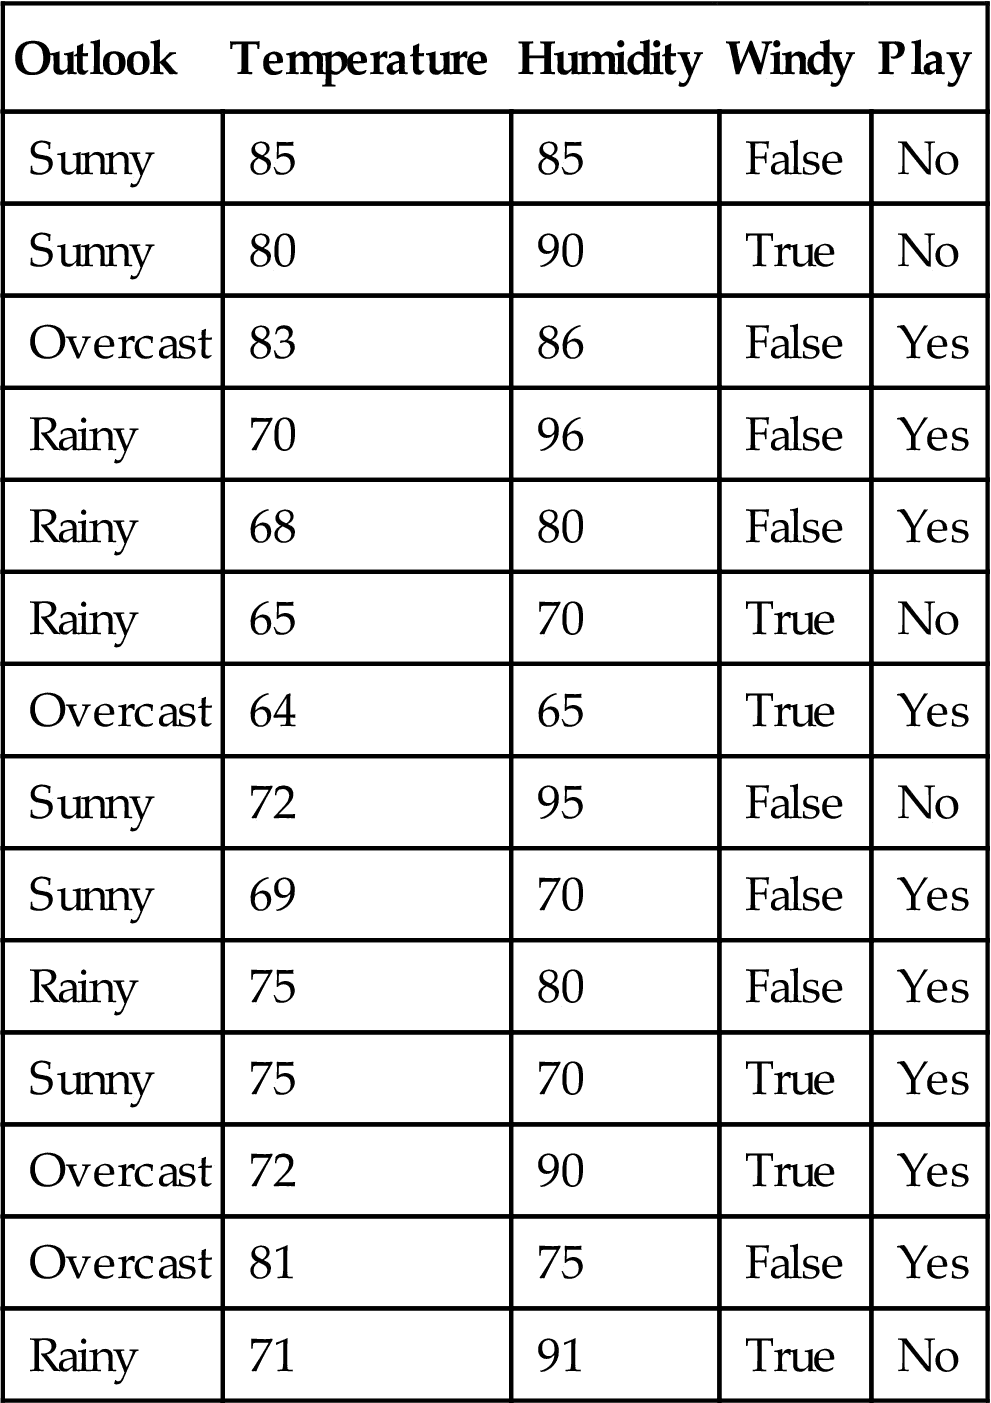 Outlook Temperature Humidity Windy Play
Sunny 85 85 False No
Sunny 80 90 True No
Overcast 83 86 False Yes
Rainy 70 96 False Yes
Rainy 68 80 False Yes
Rainy 65 70 True No
Overcast 64 65 True Yes
Sunny 72 95 False No
Sunny 69 70 False Yes
Rainy 75 80 False Yes
Sunny 75 70 True Yes
Overcast 72 90 True Yes
Overcast 81 75 False Yes
Rainy 71 91 True No